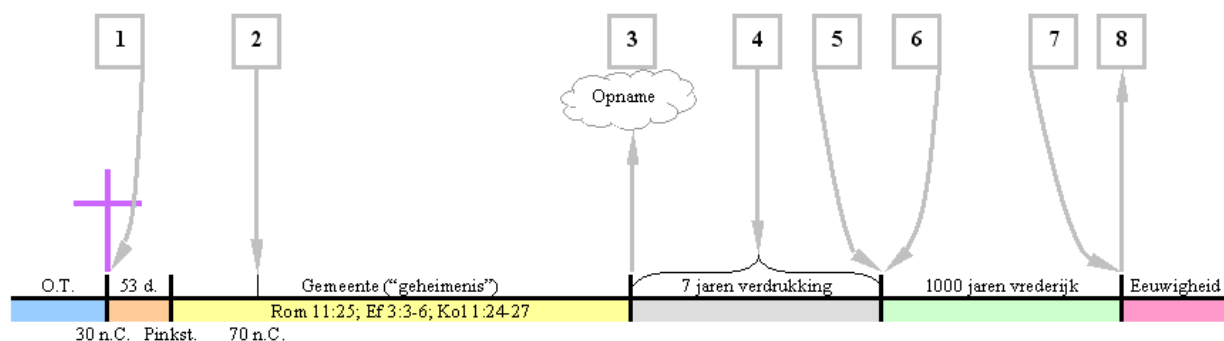 1 2 3 4 5 6 7 8
Opname
O.T. 53 d. Gemeente ("geheimenis") 7 jaren verdrukking 1000 jaren vrederijk Eeuwigheid
Rom 11:25; Ef 3:3-6; Kol 1:24-27
30 n.C. Pinkst. 70 n.C.